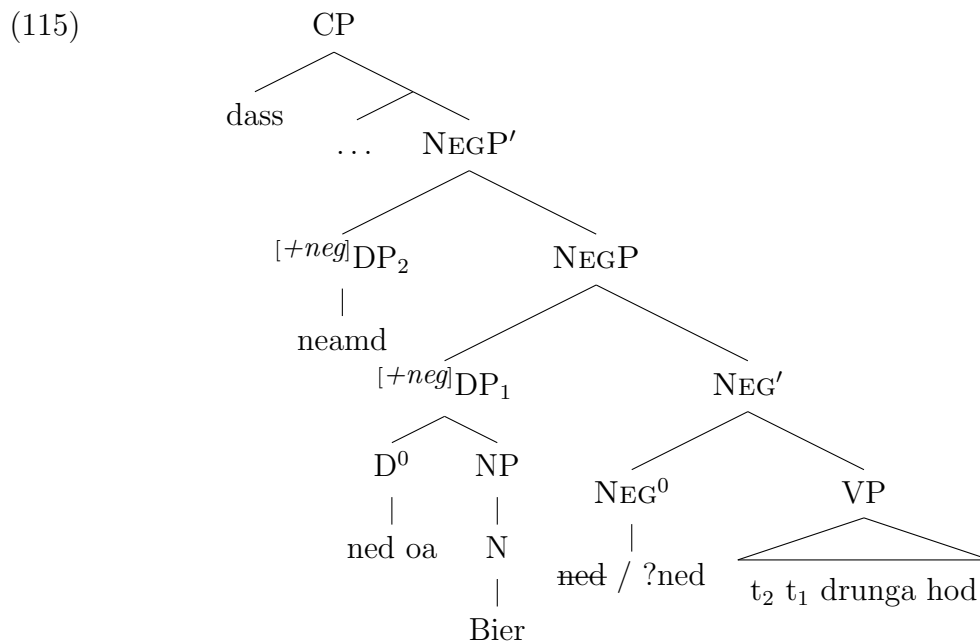 (115) CP
dass
... NEGP′
[+neg]DP₂ NEGP
neamd
[+neg]DP₁ NEG′
D⁰ NP NEG⁰ VP
ned oa N ned / ?ned t₂ t₁ drunga hod
Bier